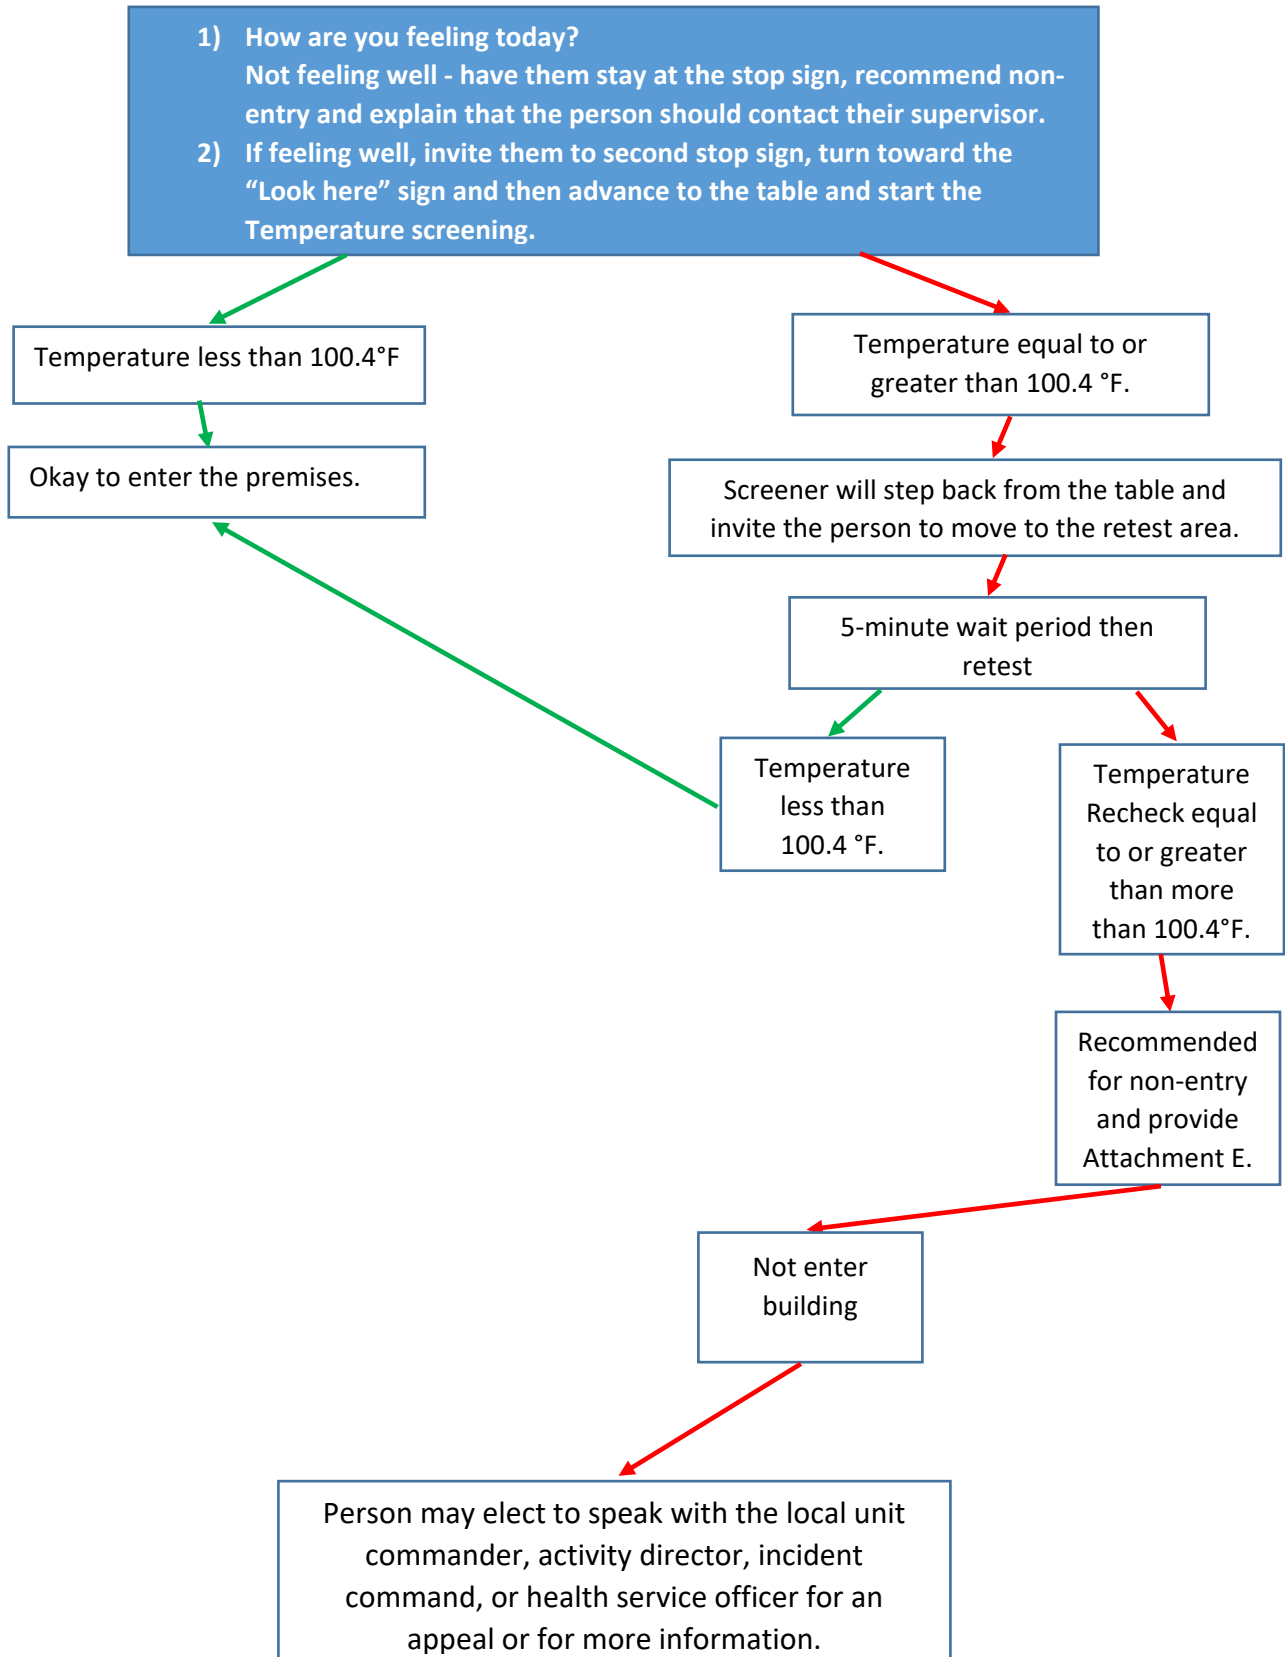 1) How are you feeling today?
Not feeling well - have them stay at the stop sign, recommend non-
entry and explain that the person should contact their supervisor.
2) If feeling well, invite them to second stop sign, turn toward the
“Look here” sign and then advance to the table and start the
Temperature screening.
Temperature less than 100.4°F
Okay to enter the premises.
Temperature equal to or
greater than 100.4 °F.
Screener will step back from the table and
invite the person to move to the retest area.
5-minute wait period then
retest
Temperature
less than
100.4 °F.
Temperature
Recheck equal
to or greater
than more
than 100.4°F.
Recommended
for non-entry
and provide
Attachment E.
Not enter
building
Person may elect to speak with the local unit
commander, activity director, incident
command, or health service officer for an
appeal or for more information.